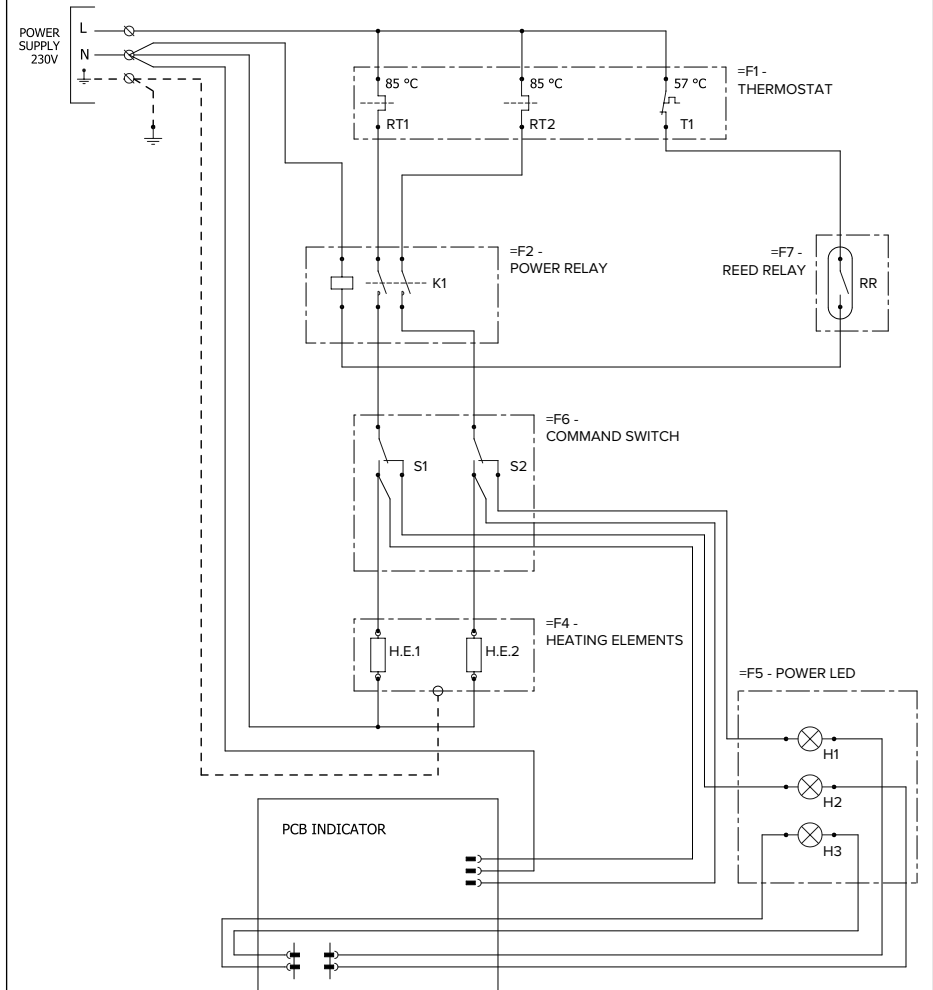 POWER
SUPPLY
230V
L
N
85 °C
85 °C
57 °C
=F1 -
THERMOSTAT
RT1
RT2
T1
=F2 -
POWER RELAY
K1
=F7 -
REED RELAY
RR
=F6 -
COMMAND SWITCH
S1
S2
=F4 -
HEATING ELEMENTS
H.E.1
H.E.2
=F5 - POWER LED
H1
H2
H3
PCB INDICATOR